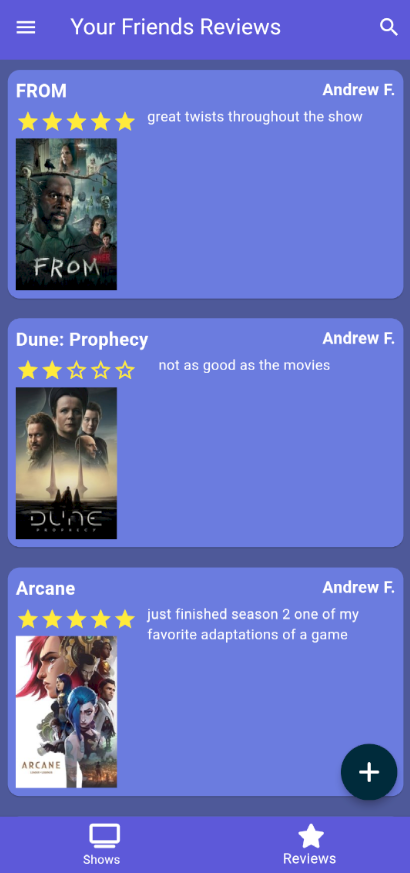 Your Friends Reviews
FROM
Andrew F.
great twists throughout the show
FROM
Dune: Prophecy
Andrew F.
not as good as the movies
DUNE
PROPHECY
Arcane
Andrew F.
just finished season 2 one of my
favorite adaptations of a game
ARCANE
Shows
Reviews